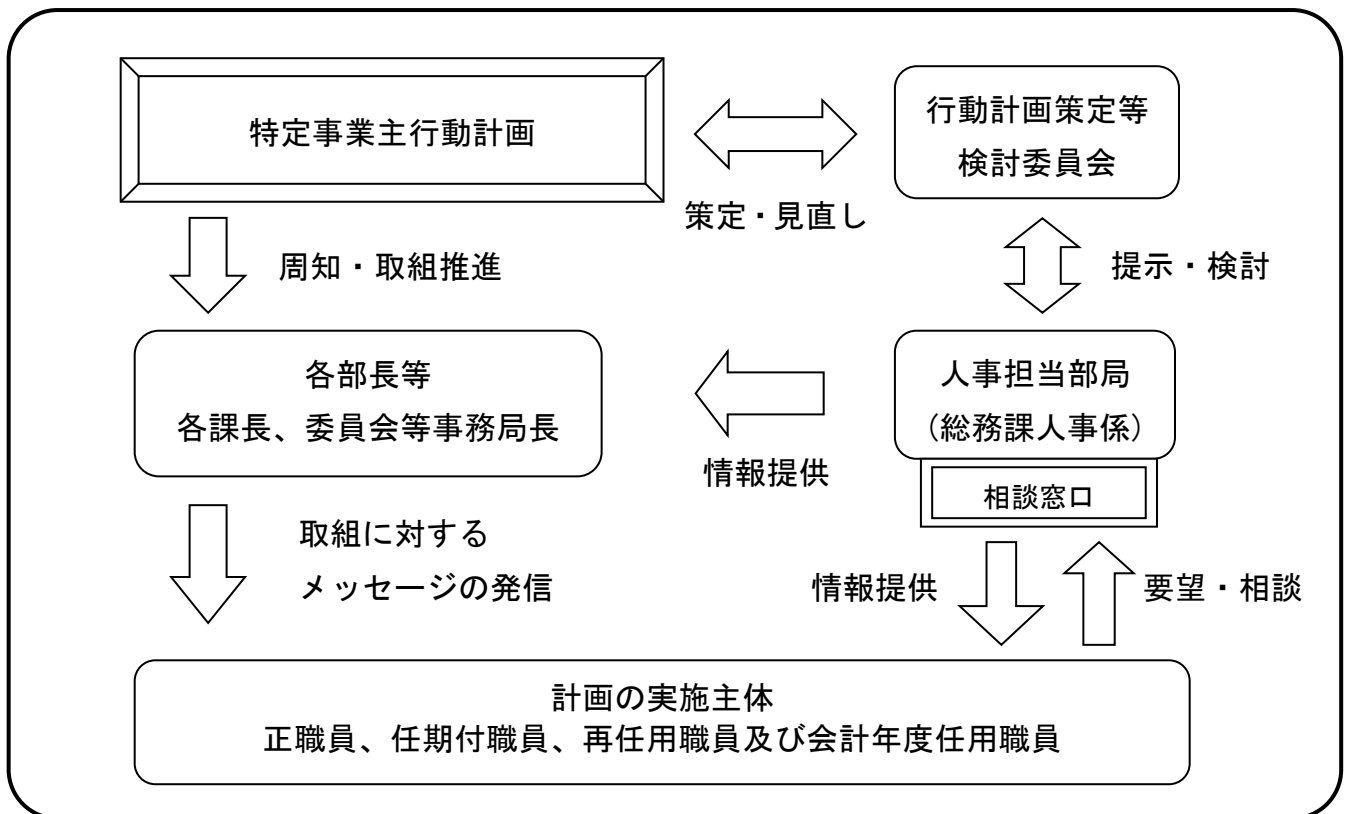 特定事業主行動計画
行動計画策定等
検討委員会
策定・見直し
周知・取組推進
提示・検討
各部長等
各課長、委員会等事務局長
人事担当部局
(総務課人事係)
情報提供
相談窓口
取組に対する
メッセージの発信
情報提供
要望・相談
計画の実施主体
正職員、任期付職員、再任用職員及び会計年度任用職員